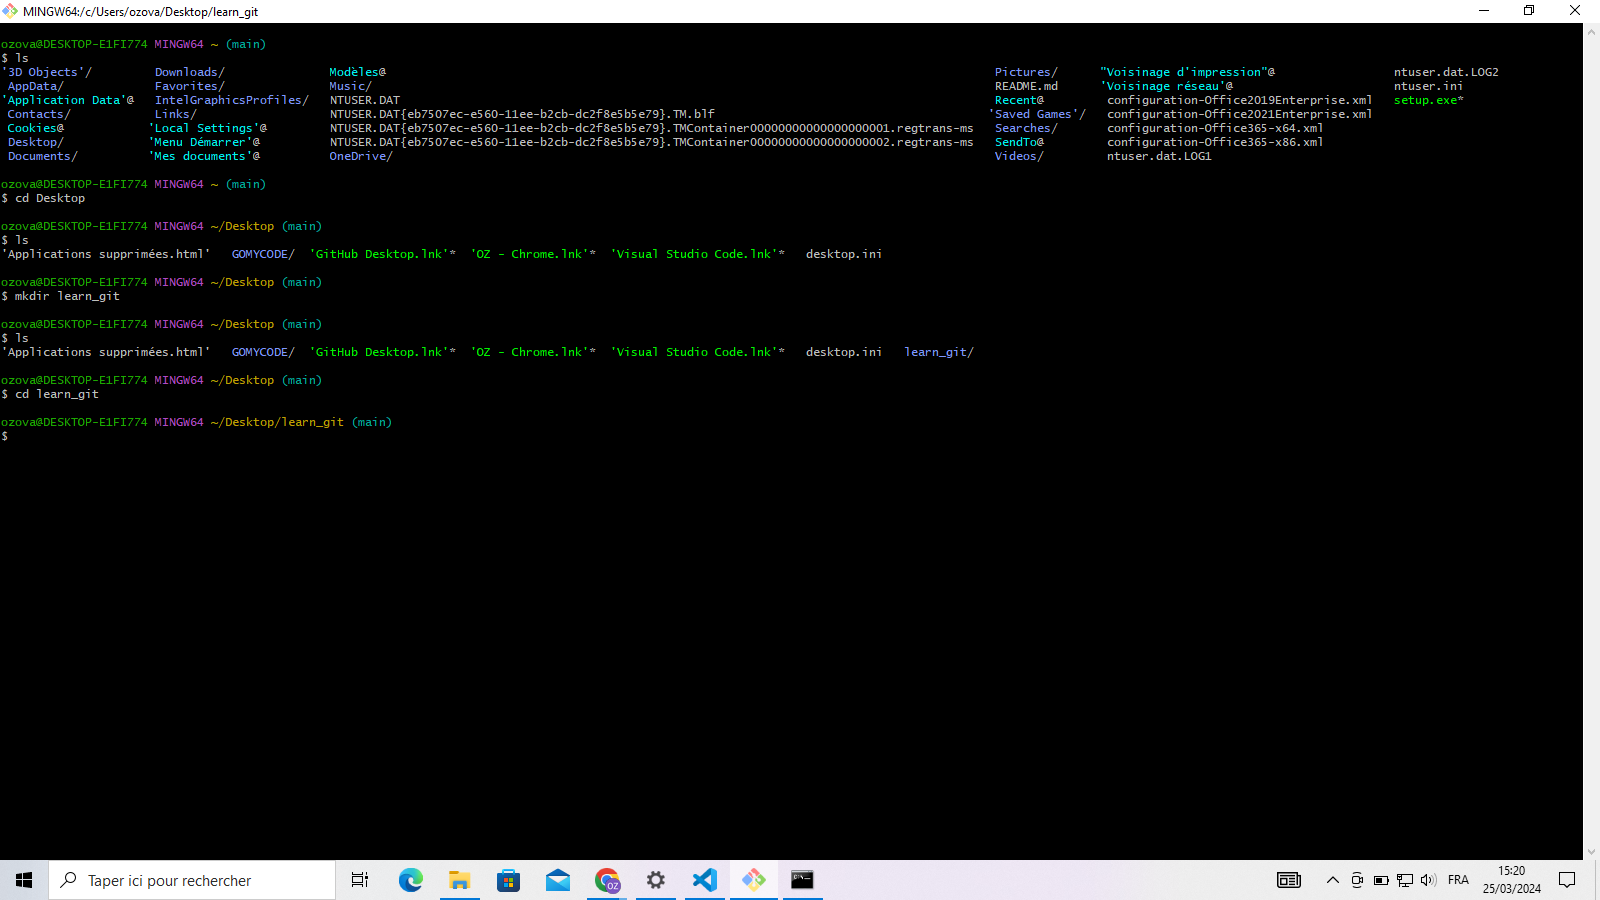 MINGW64:/c/Users/ozova/Desktop/learn_git
ozova@DESKTOP-E1FI774 MINGW64 ~ (main)
$ ls
'3D Objects'/ Downloads/ Modèles@ Pictures/ "Voisinage d'impression"@ ntuser.dat.LOG2
AppData/ Favorites/ Music/ README.md 'Voisinage réseau'@ ntuser.ini
'Application Data'@ IntelGraphicsProfiles/ NTUSER.DAT Recent@ configuration-Office2019Enterprise.xml setup.exe*
Contacts/ Links/ NTUSER.DAT{eb7507ec-e560-11ee-b2cb-dc2f8e5b5e79}.TM.blf 'Saved Games'/ configuration-Office2021Enterprise.xml
Cookies@ 'Local Settings'@ NTUSER.DAT{eb7507ec-e560-11ee-b2cb-dc2f8e5b5e79}.TMContainer00000000000000000001.regtrans-ms Searches/ configuration-Office365-x64.xml
Desktop/ 'Menu Démarrer'@ NTUSER.DAT{eb7507ec-e560-11ee-b2cb-dc2f8e5b5e79}.TMContainer00000000000000000002.regtrans-ms SendTo@ configuration-Office365-x86.xml
Documents/ 'Mes documents'@ OneDrive/ Videos/ ntuser.dat.LOG1
ozova@DESKTOP-E1FI774 MINGW64 ~ (main)
$ cd Desktop
ozova@DESKTOP-E1FI774 MINGW64 ~/Desktop (main)
$ ls
'Applications supprimées.html' GOMYCODE/ 'GitHub Desktop.lnk'* 'OZ - Chrome.lnk'* 'Visual Studio Code.lnk'* desktop.ini
ozova@DESKTOP-E1FI774 MINGW64 ~/Desktop (main)
$ mkdir learn_git
ozova@DESKTOP-E1FI774 MINGW64 ~/Desktop (main)
$ ls
'Applications supprimées.html' GOMYCODE/ 'GitHub Desktop.lnk'* 'OZ - Chrome.lnk'* 'Visual Studio Code.lnk'* desktop.ini learn_git/
ozova@DESKTOP-E1FI774 MINGW64 ~/Desktop (main)
$ cd learn_git
ozova@DESKTOP-E1FI774 MINGW64 ~/Desktop/learn_git (main)
$
Taper ici pour rechercher
OZ
FRA
15:20
25/03/2024